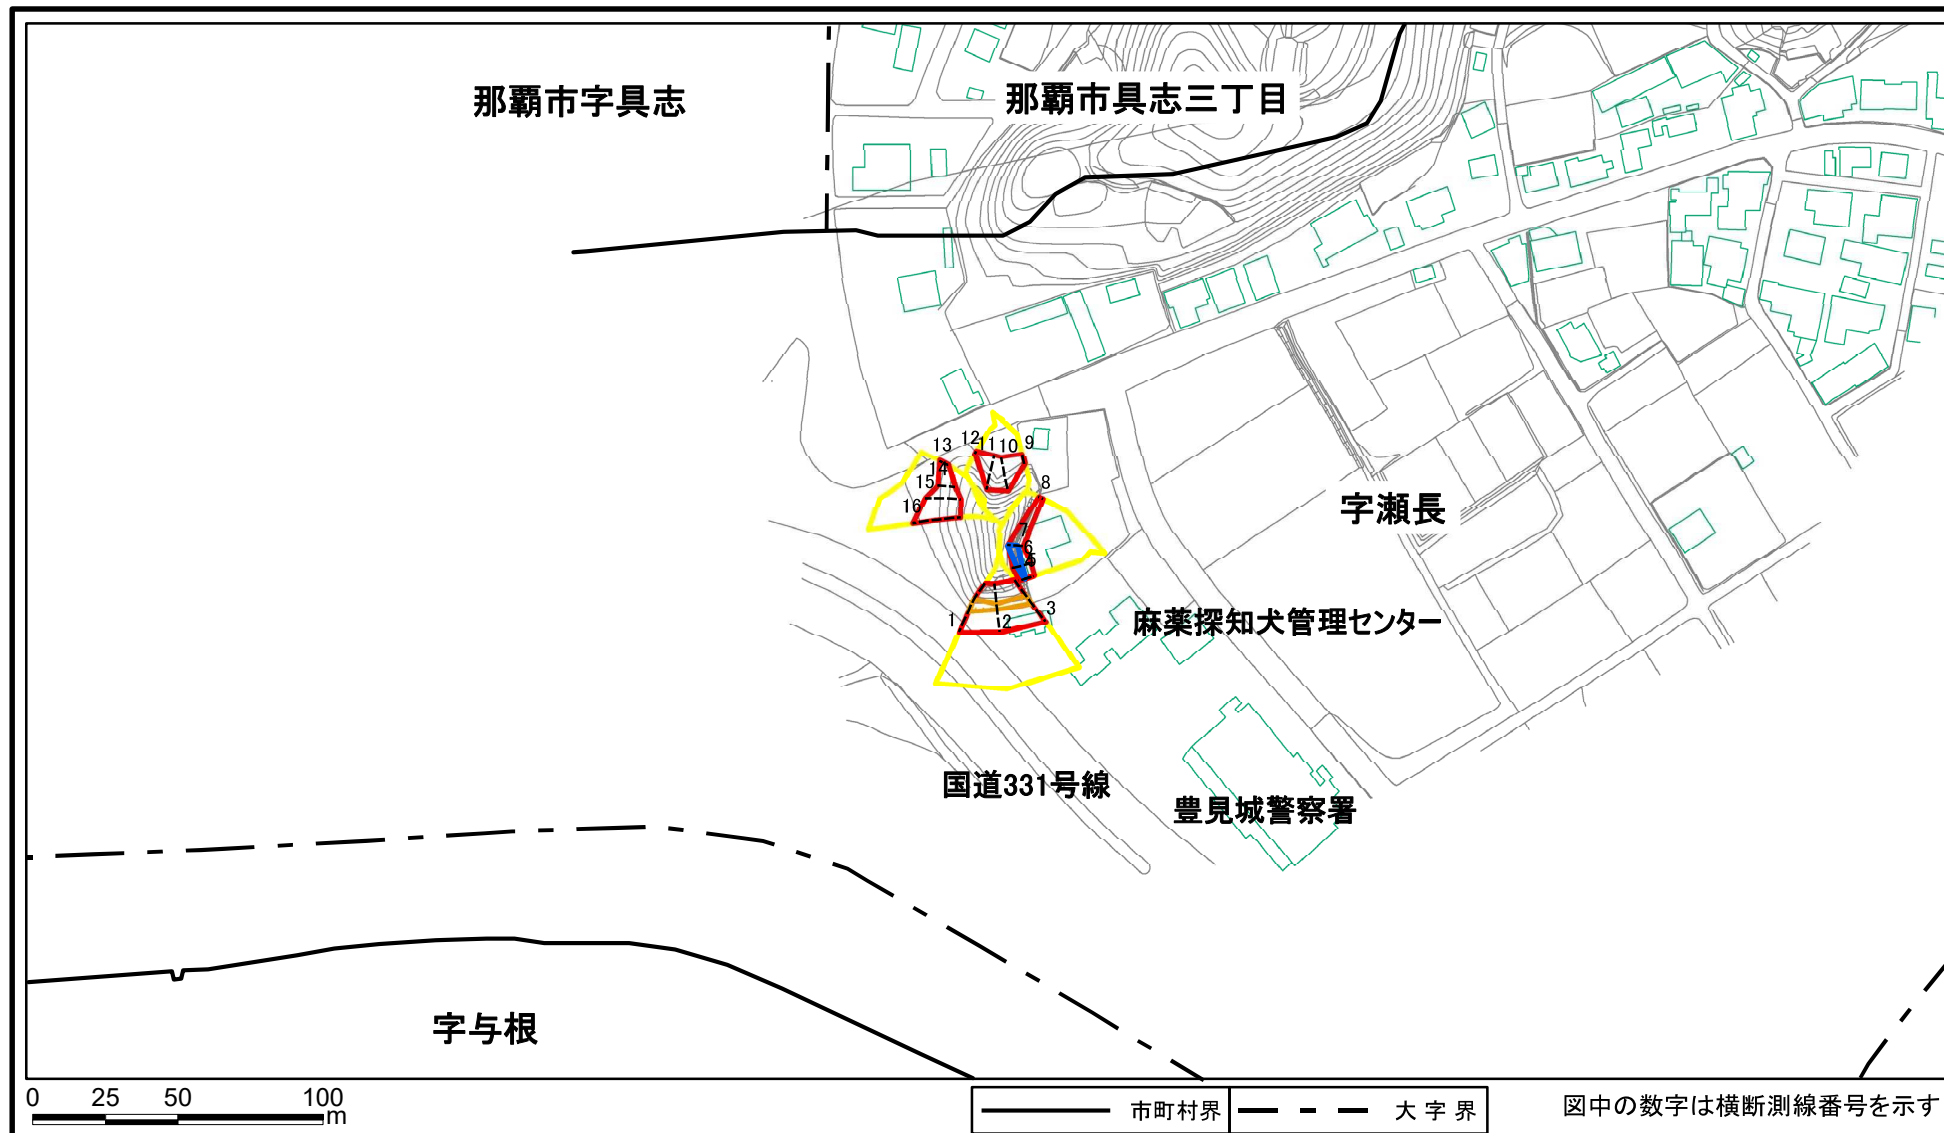 那覇市字具志
那覇市具志三丁目
13
12
11
10
9
14
15
16
8
7
6
5
字瀬長
1
2
3
麻薬探知犬管理センター
国道331号線
豊見城警察署
字与根
0 25 50 100
m
市町村界
大字界
図中の数字は横断測線番号を示す